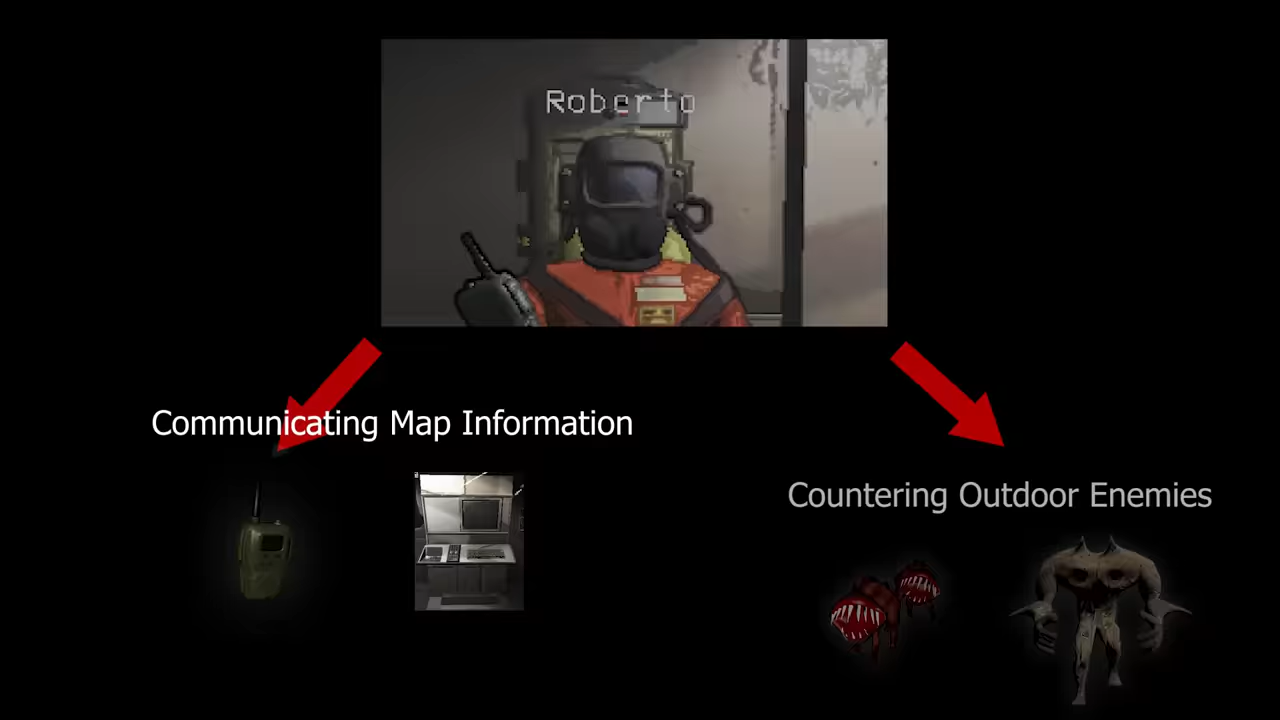 Roberto
Communicating Map Information
Countering Outdoor Enemies